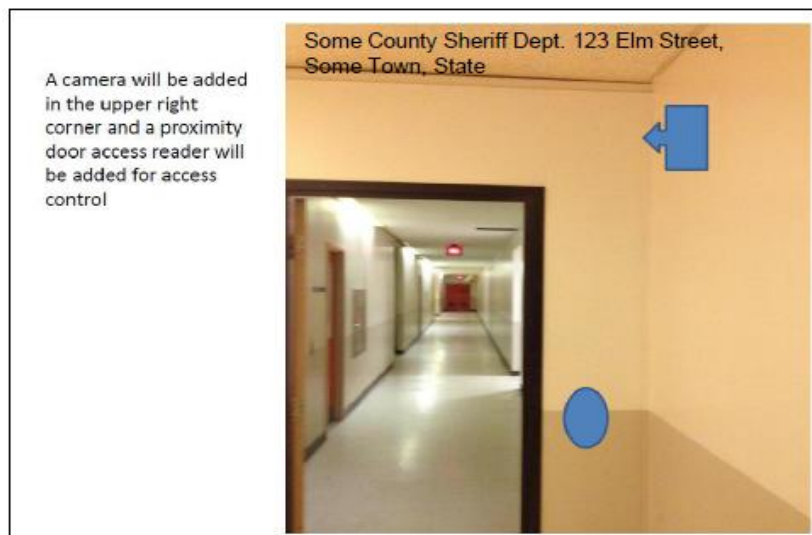 Some County Sheriff Dept. 123 Elm Street,
Some Town, State
A camera will be added
in the upper right
corner and a proximity
door access reader will
be added for access
control